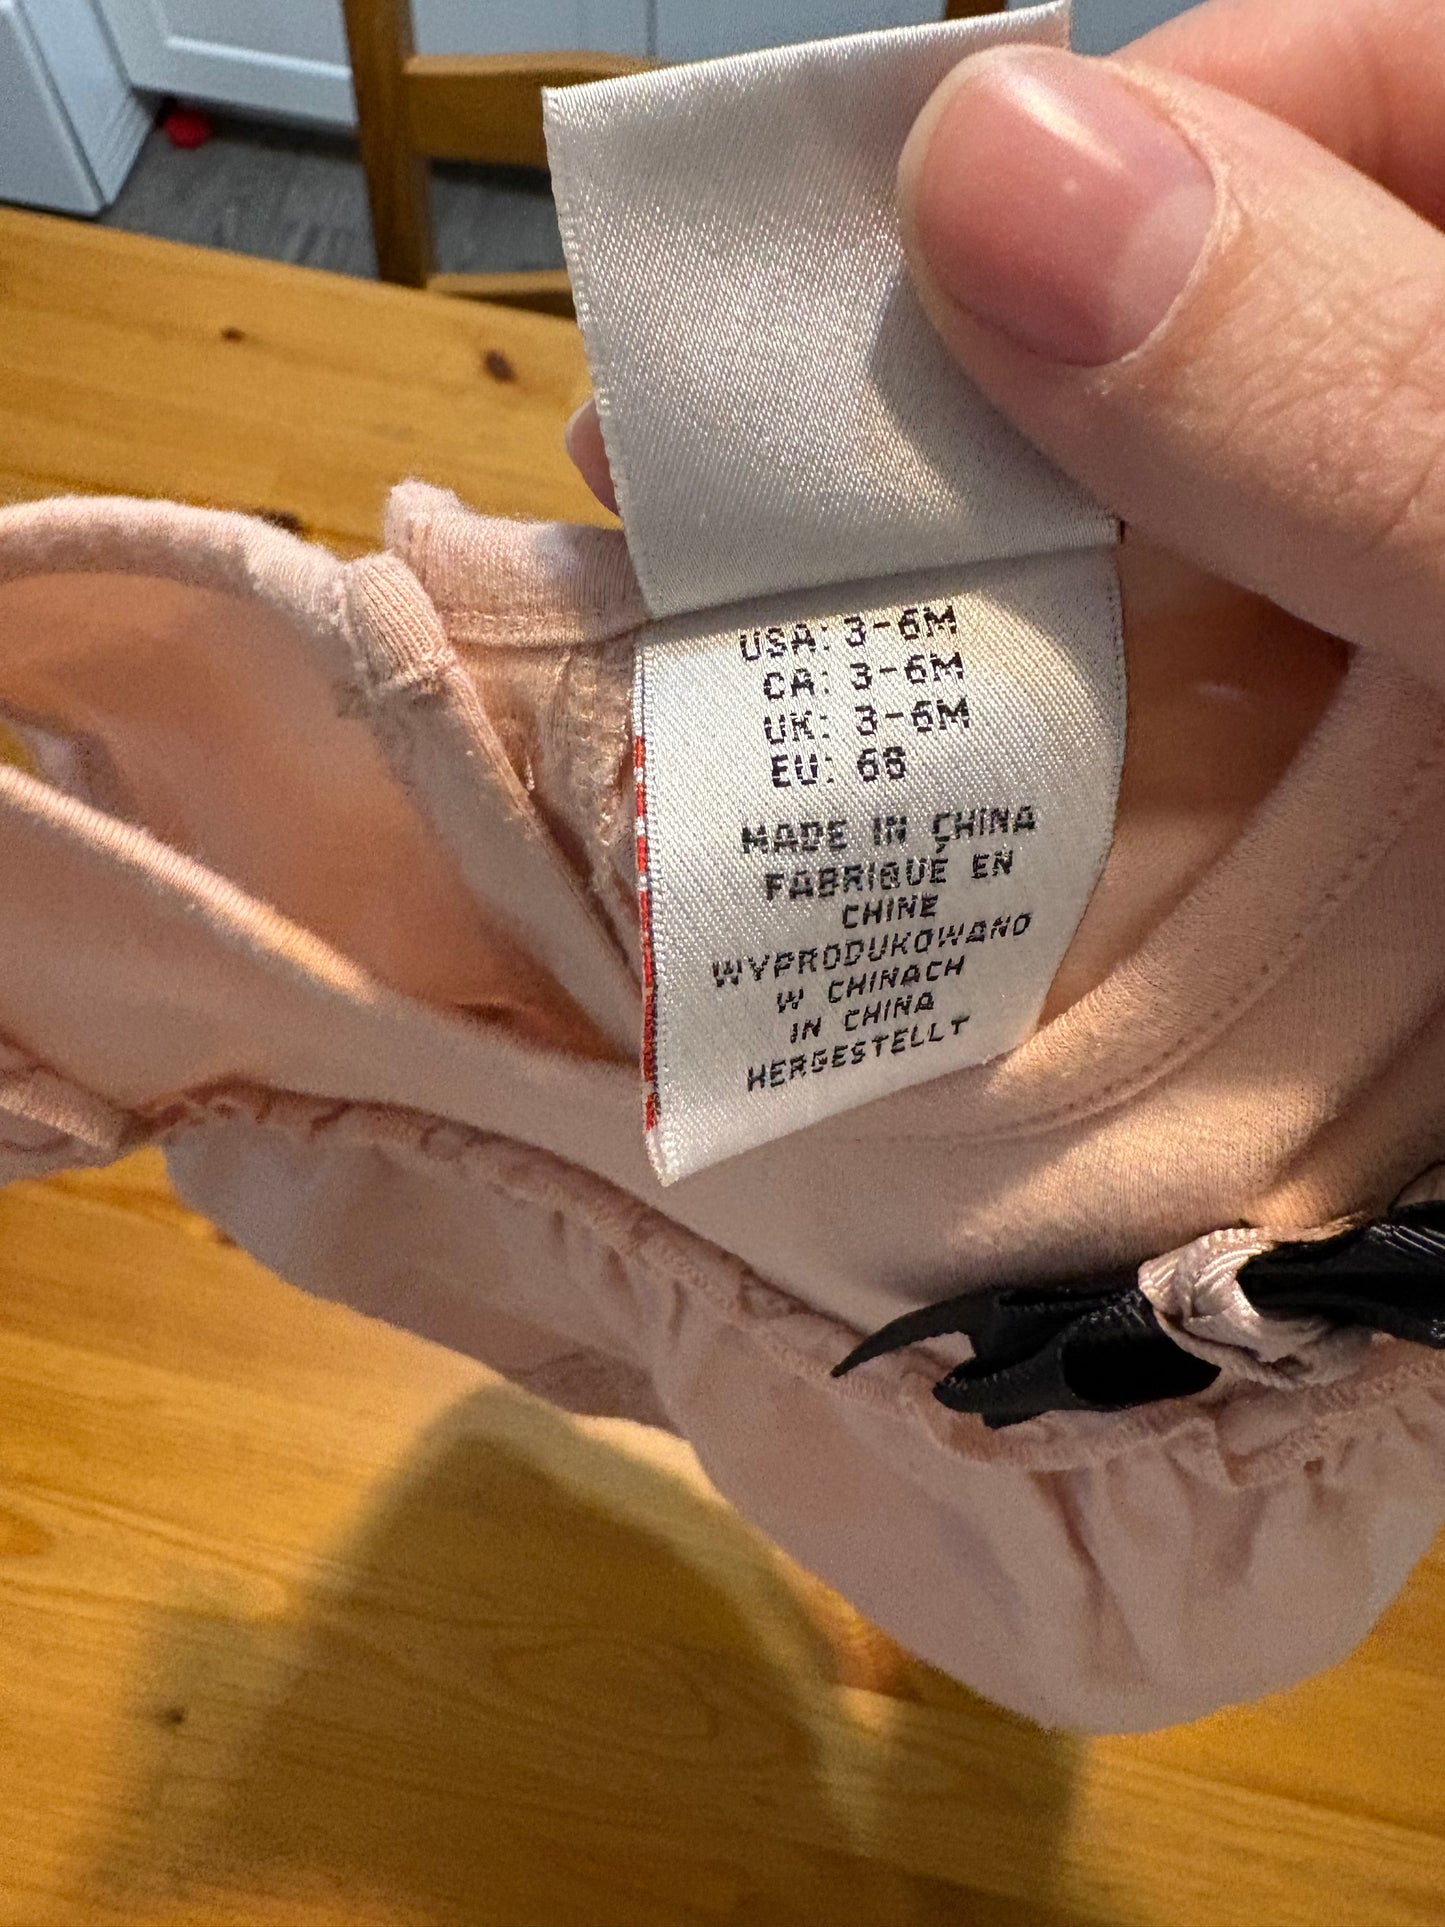 USA: 3-6M
CA: 3-6M
UK: 3-6M
EU: 68
MADE IN CHINA
FABRIQUÉ EN
CHINE
WYPRODUKOWANO
W CHINACH
IN CHINA
HERGESTELLT